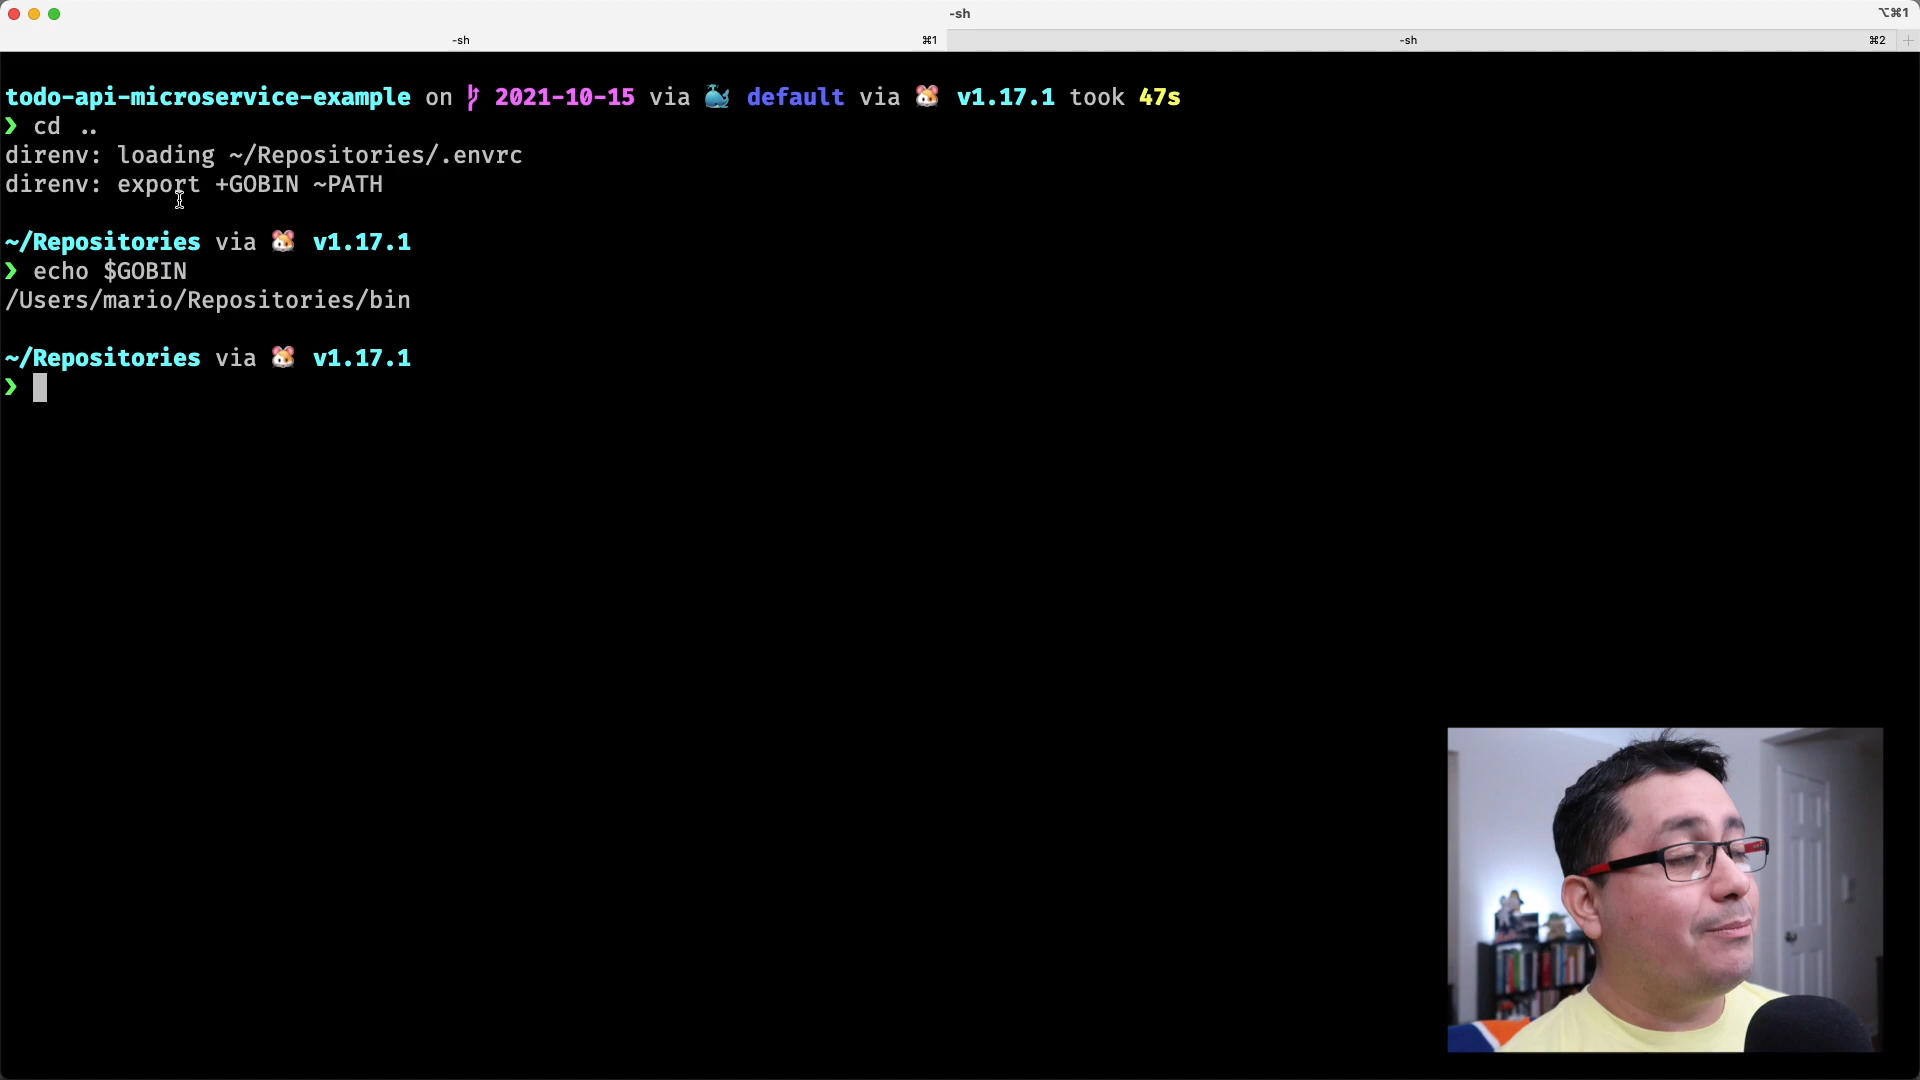 -sh
⌥⌘1
-sh ⌘1 -sh ⌘2 +
todo-api-microservice-example on 2021-10-15 via 🐳 default via 🐹 v1.17.1 took 47s
❯ cd ..
direnv: loading ~/Repositories/.envrc
direnv: export +GOBIN ~PATH
~/Repositories via 🐹 v1.17.1
❯ echo $GOBIN
/Users/mario/Repositories/bin
~/Repositories via 🐹 v1.17.1
❯